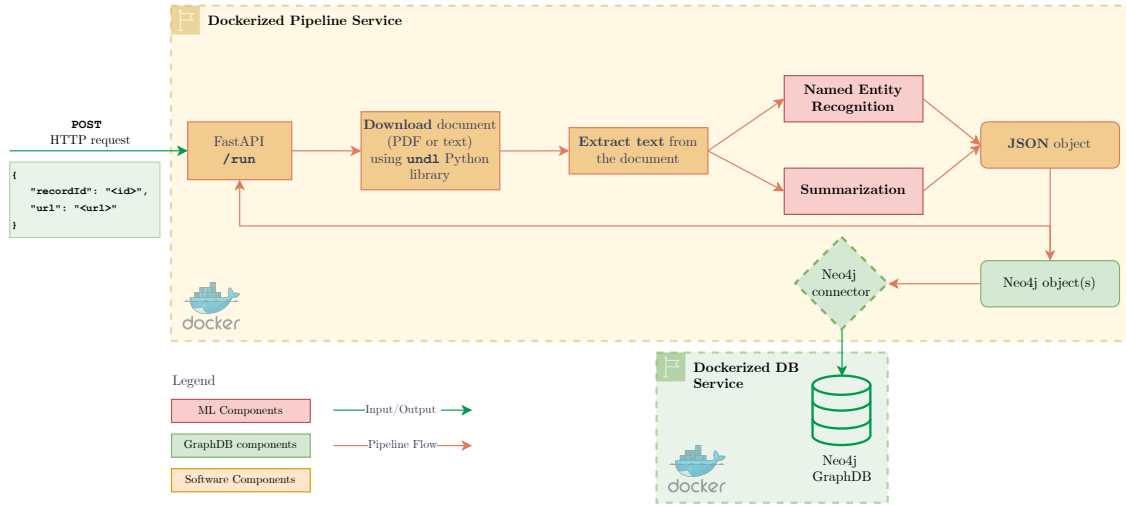 Dockerized Pipeline Service
POST
HTTP request
{
"recordId": "<id>",
"url": "<url>"
}
FastAPI
/run
Download document
(PDF or text)
using undl Python
library
Extract text from
the document
Named Entity
Recognition
Summarization
JSON object
Neo4j object(s)
Neo4j
connector
docker
Dockerized DB
Service
Neo4j
GraphDB
docker
Legend
ML Components
GraphDB components
Software Components
Input/Output
Pipeline Flow